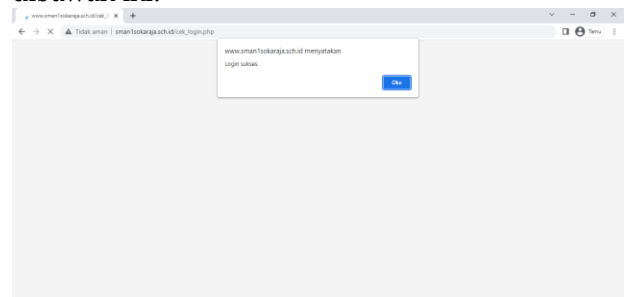 www.sman1sokaraja.sch.id/cek_l
Tidak aman | sman1sokaraja.sch.id/cek_login.php
Tamu
www.sman1sokaraja.sch.id menyatakan
Login sukses.
Oke